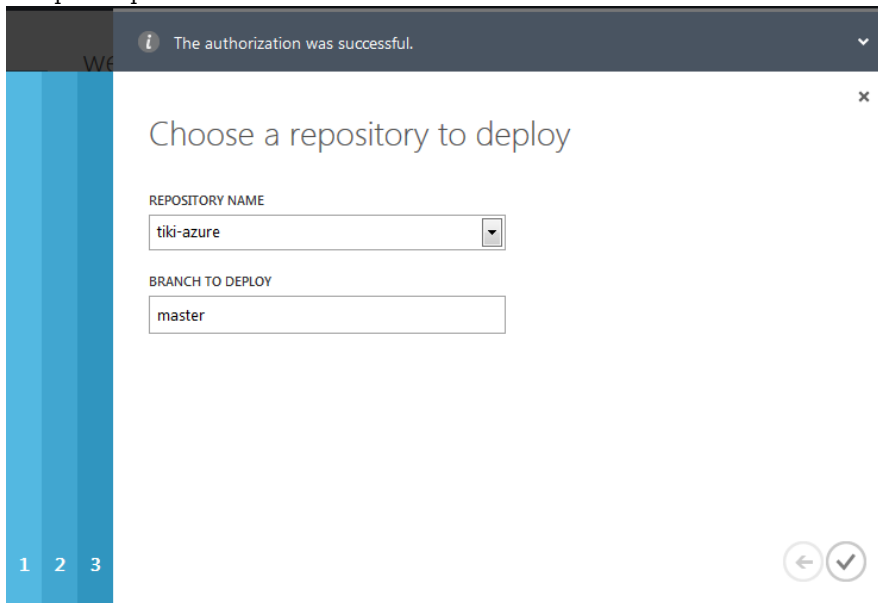 The authorization was successful.
we
Choose a repository to deploy
REPOSITORY NAME
tiki-azure
BRANCH TO DEPLOY
master
1 2 3